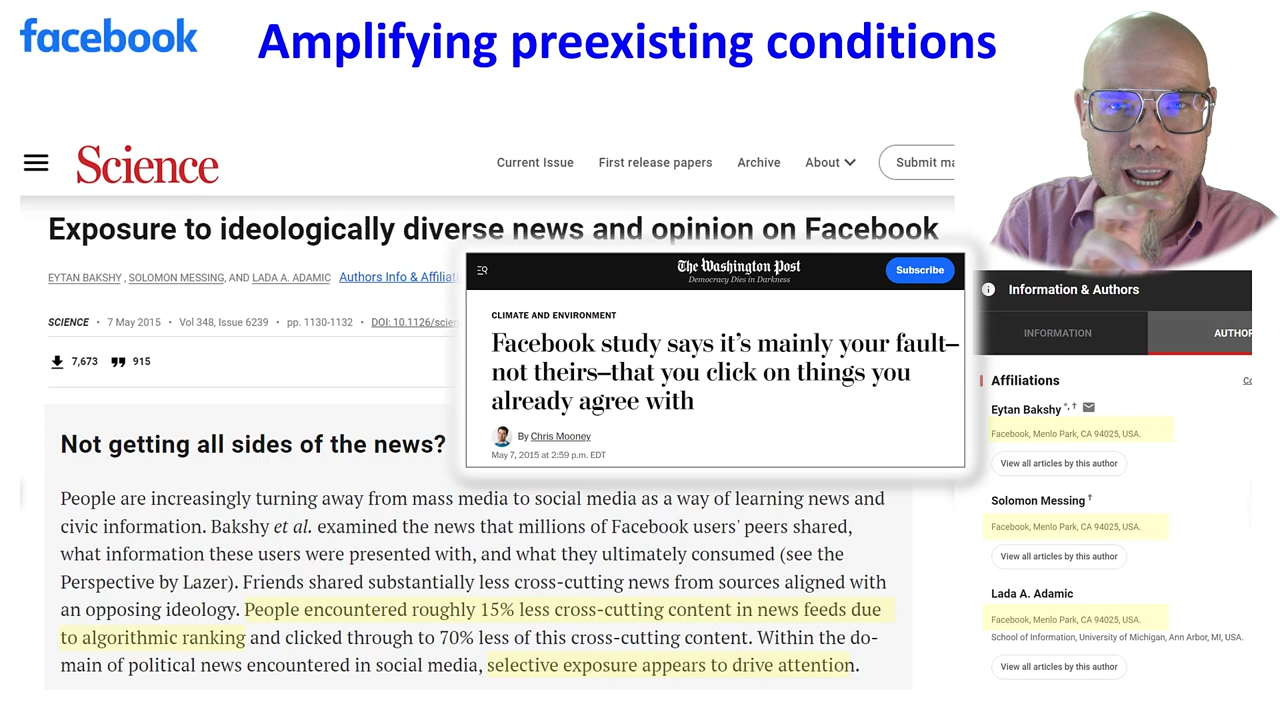 facebook
Amplifying preexisting conditions
Science
Current Issue First release papers Archive About Submit
Exposure to ideologically diverse news and opinion on Facebook
EYTAN BAKSHY , SOLOMON MESSING, AND LADA A. ADAMIC Authors Info &
SCIENCE • 7 May 2015 • Vol 348, Issue 6239 • pp. 1130-1132 • DOI: 10.1126/
7,673 915
The Washington Post
Democracy Dies in Darkness
Subscribe
CLIMATE AND ENVIRONMENT
Facebook study says it's mainly your fault—
not theirs—that you click on things you
already agree with
By Chris Mooney
May 7, 2015 at 2:59 p.m. EDT
Not getting all sides of the news?
People are increasingly turning away from mass media to social media as a way of learning news and
civic information. Bakshy et al. examined the news that millions of Facebook users' peers shared,
what information these users were presented with, and what they ultimately consumed (see the
Perspective by Lazer). Friends shared substantially less cross-cutting news from sources aligned with
an opposing ideology. People encountered roughly 15% less cross-cutting content in news feeds due
to algorithmic ranking and clicked through to 70% less of this cross-cutting content. Within the do-
main of political news encountered in social media, selective exposure appears to drive attention.
Information & Authors
INFORMATION AUTHOR
Affiliations
Eytan Bakshy *, †
Facebook, Menlo Park, CA 94025, USA.
View all articles by this author
Solomon Messing †
Facebook, Menlo Park, CA 94025, USA.
View all articles by this author
Lada A. Adamic
Facebook, Menlo Park, CA 94025, USA.
School of Information, University of Michigan, Ann Arbor, MI, USA.
View all articles by this author